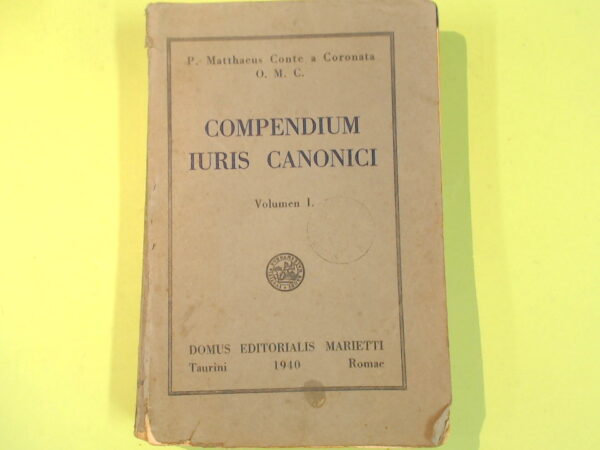 P. Matthaeus Conte a Coronata
O. M. C.
COMPENDIUM
IURIS CANONICI
Volumen I.
DOMUS EDITORIALIS MARIETTI
Taurini 1940 Romae